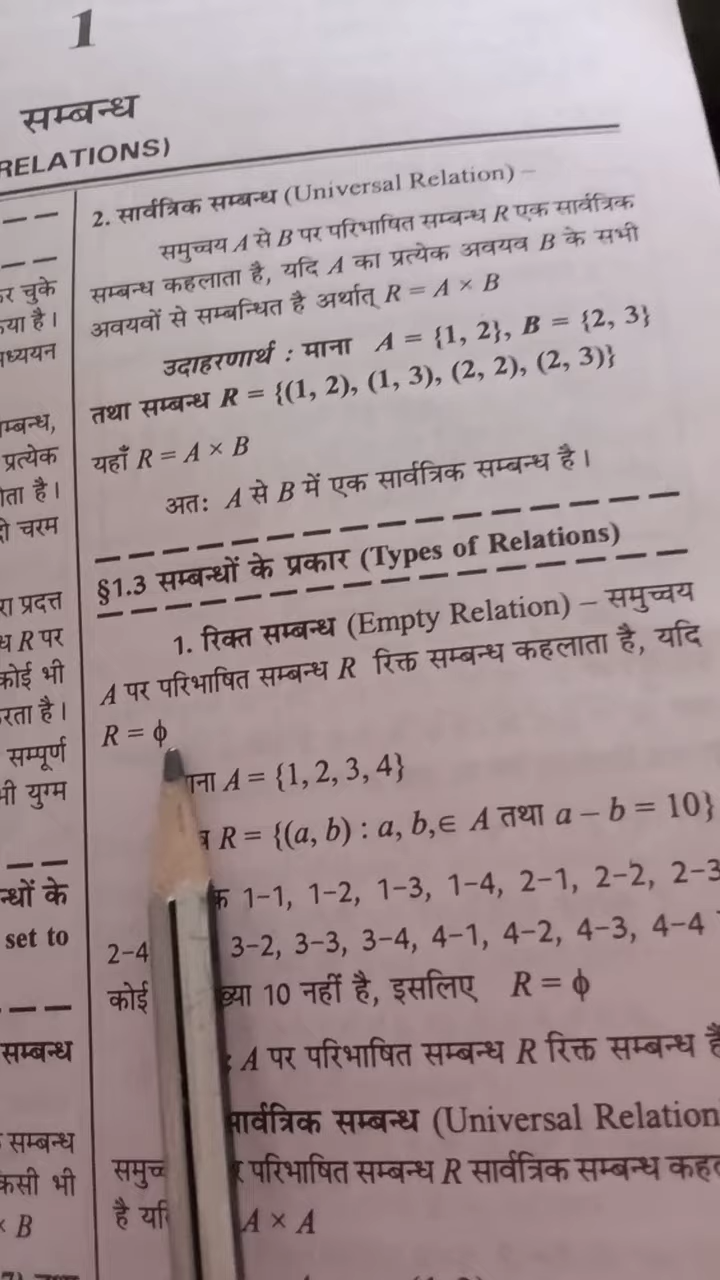 1
सम्बन्ध
RELATIONS)
र चुके
या है।
ध्ययन
म्बन्ध,
प्रत्येक
ता है।
चरम
रा प्रदत्त
R पर
कोई भी
रता है।
सम्पूर्ण
भी युग्म
न्धों के
set to
सम्बन्ध
सम्बन्ध
भी
B
2. सार्वत्रिक सम्बन्ध (Universal Relation) –
समुच्चय A से B पर परिभाषित सम्बन्ध R एक सार्वत्रिक
सम्बन्ध कहलाता है, यदि A का प्रत्येक अवयव B के सभी
अवयवों से सम्बन्धित है अर्थात् R = A × B
उदाहरणार्थ : माना A = {1, 2}, B = {2, 3}
तथा सम्बन्ध R = {(1, 2), (1, 3), (2, 2), (2, 3)}
यहाँ R = A × B
अतः A से B में एक सार्वत्रिक सम्बन्ध है।
§1.3 सम्बन्धों के प्रकार (Types of Relations)
1. रिक्त सम्बन्ध (Empty Relation) – समुच्चय
A पर परिभाषित सम्बन्ध R रिक्त सम्बन्ध कहलाता है, यदि
R = ϕ
ना A = {1, 2, 3, 4}
R = {(a, b) : a, b,∈ A तथा a – b = 10}
1–1, 1–2, 1–3, 1–4, 2–1, 2–2, 2–3
2–4 3–2, 3–3, 3–4, 4–1, 4–2, 4–3, 4–4
कोई ख्या 10 नहीं है, इसलिए R = ϕ
A पर परिभाषित सम्बन्ध R रिक्त सम्बन्ध है
सार्वत्रिक सम्बन्ध (Universal Relation
समुच्च परिभाषित सम्बन्ध R सार्वत्रिक सम्बन्ध कह
है A × A